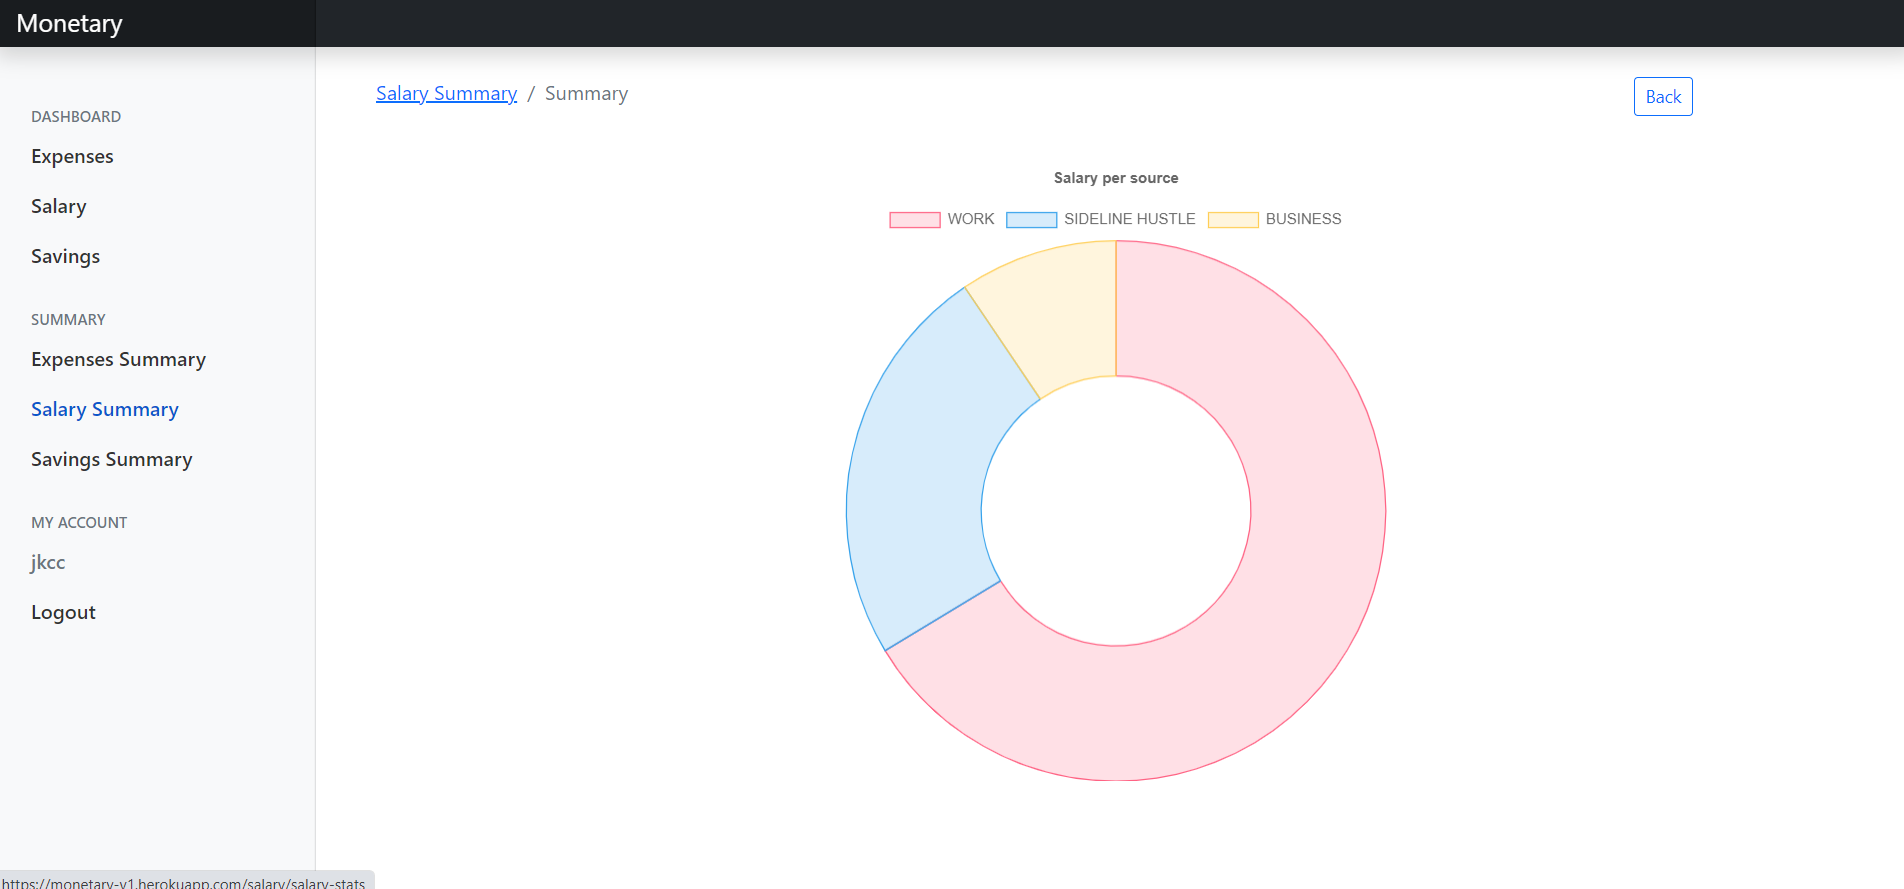 Monetary
DASHBOARD
Expenses
Salary
Savings
SUMMARY
Expenses Summary
Salary Summary
Savings Summary
MY ACCOUNT
jkcc
Logout
Salary Summary / Summary
Back
Salary per source
WORK SIDELINE HUSTLE BUSINESS
https://monetary-v1.herokuapp.com/salary/salary-stats